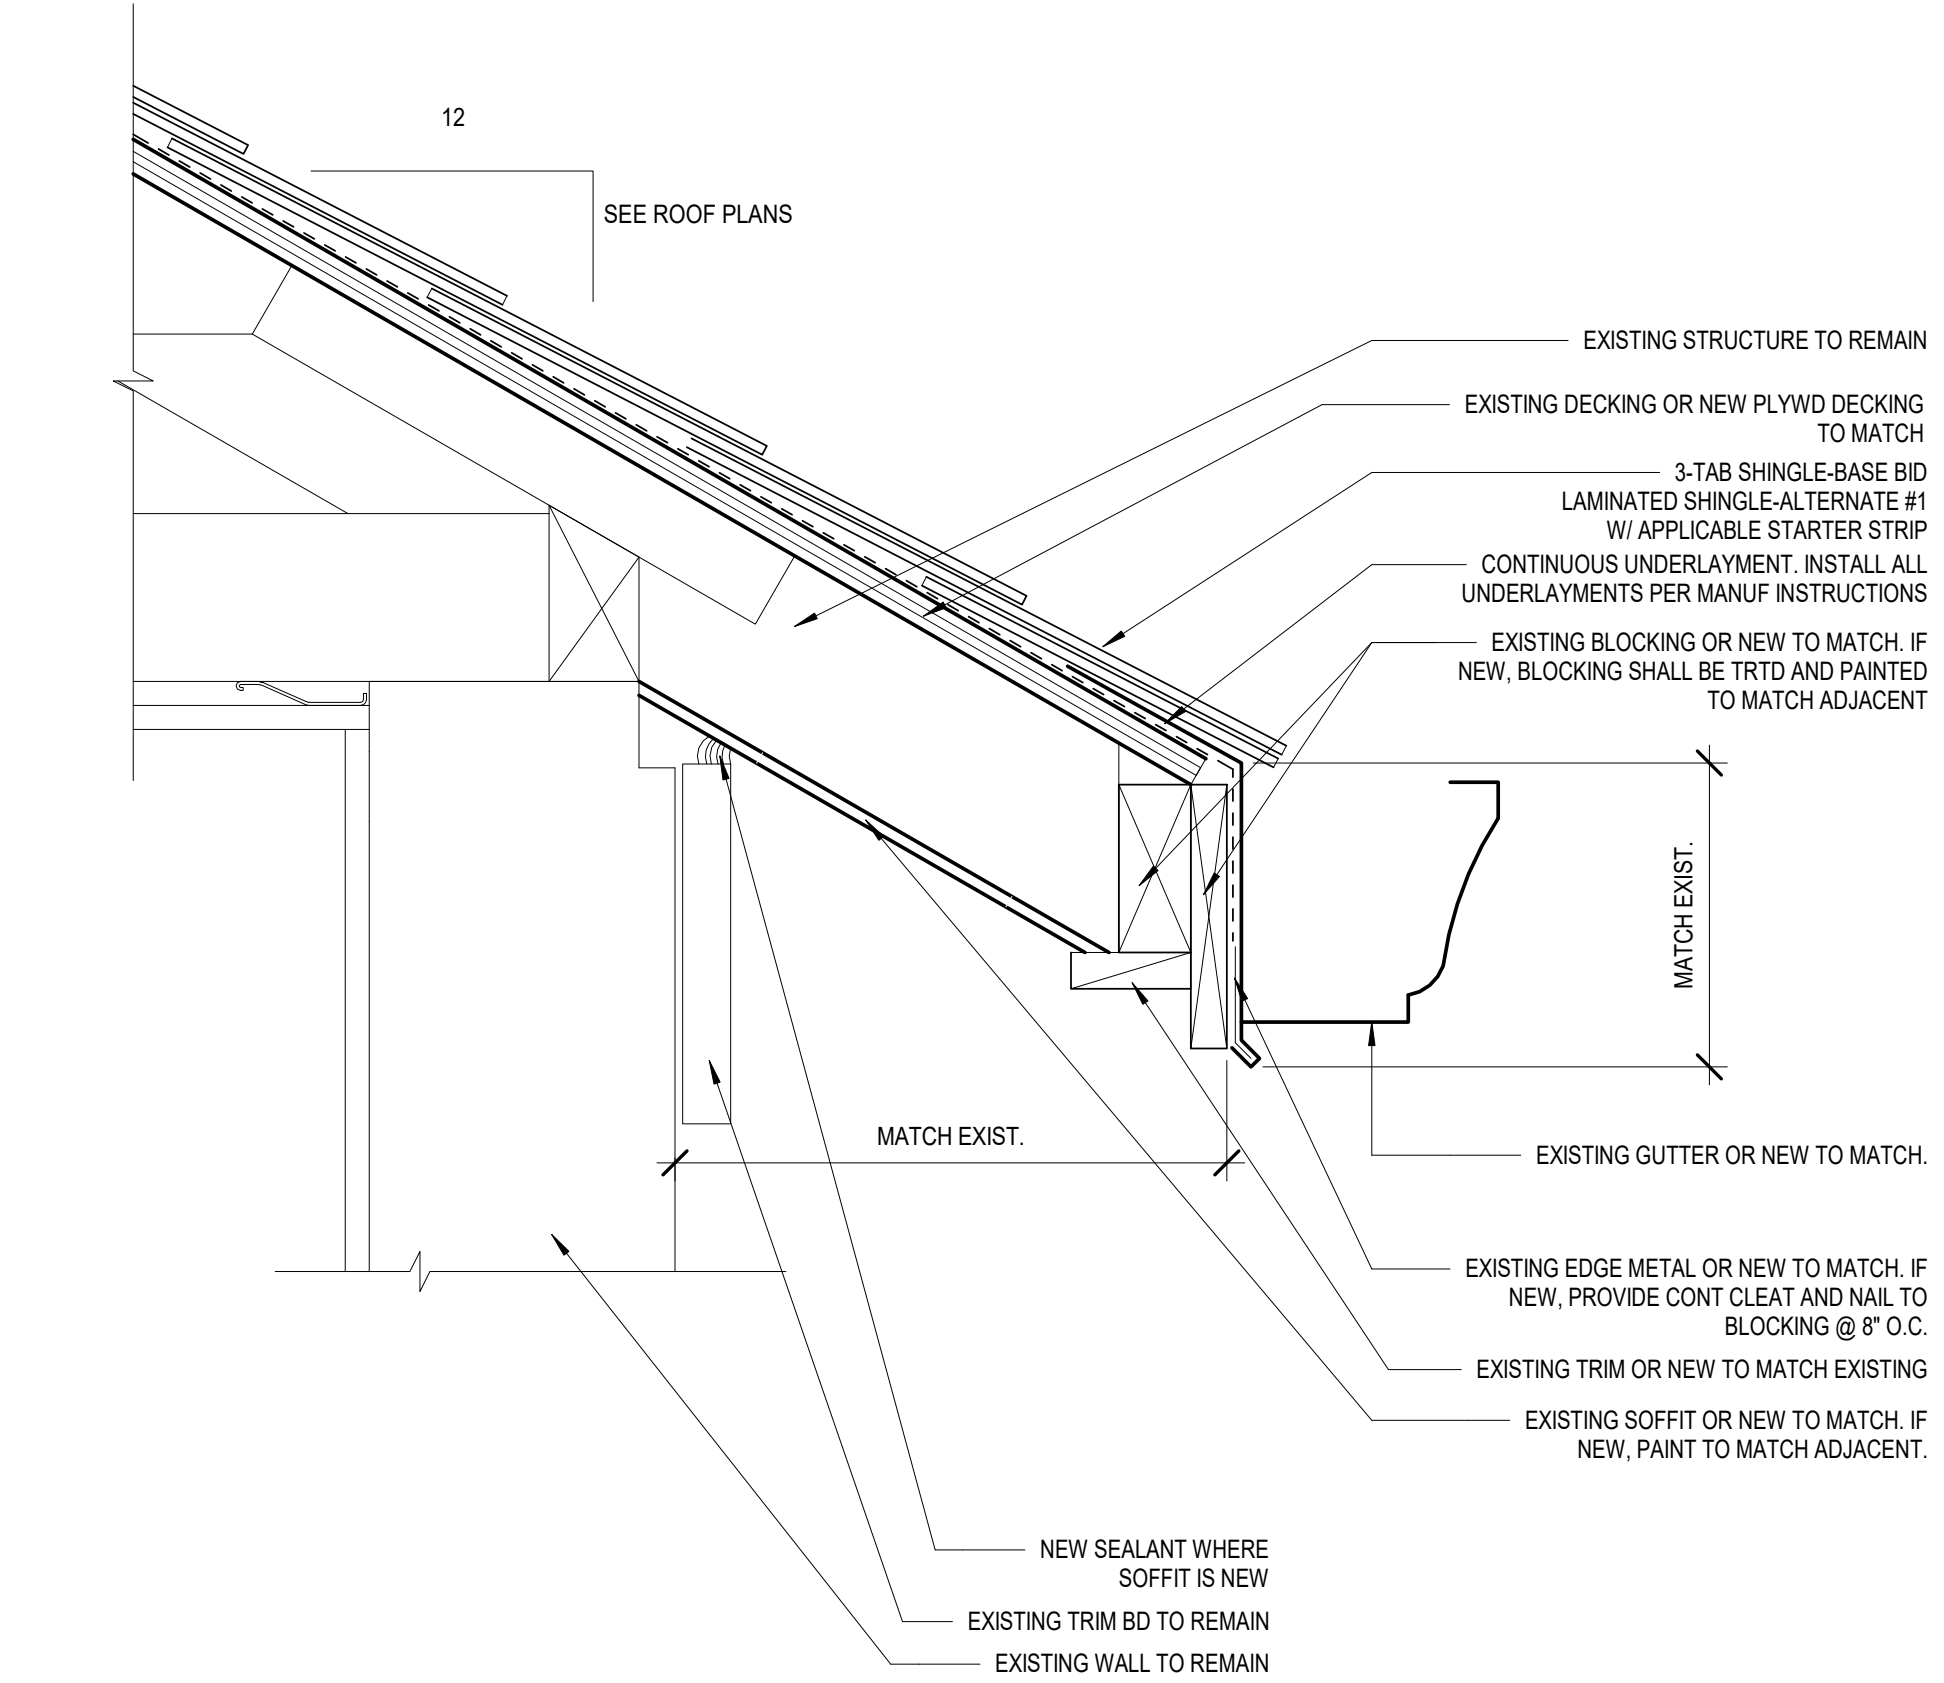 12
SEE ROOF PLANS
EXISTING STRUCTURE TO REMAIN
EXISTING DECKING OR NEW PLYWD DECKING
TO MATCH
3-TAB SHINGLE-BASE BID
LAMINATED SHINGLE-ALTERNATE #1
W/ APPLICABLE STARTER STRIP
CONTINUOUS UNDERLAYMENT. INSTALL ALL
UNDERLAYMENTS PER MANUF INSTRUCTIONS
EXISTING BLOCKING OR NEW TO MATCH. IF
NEW, BLOCKING SHALL BE TRTD AND PAINTED
TO MATCH ADJACENT
MATCH EXIST.
MATCH EXIST.
EXISTING GUTTER OR NEW TO MATCH.
EXISTING EDGE METAL OR NEW TO MATCH. IF
NEW, PROVIDE CONT CLEAT AND NAIL TO
BLOCKING @ 8" O.C.
EXISTING TRIM OR NEW TO MATCH EXISTING
EXISTING SOFFIT OR NEW TO MATCH. IF
NEW, PAINT TO MATCH ADJACENT.
NEW SEALANT WHERE
SOFFIT IS NEW
EXISTING TRIM BD TO REMAIN
EXISTING WALL TO REMAIN